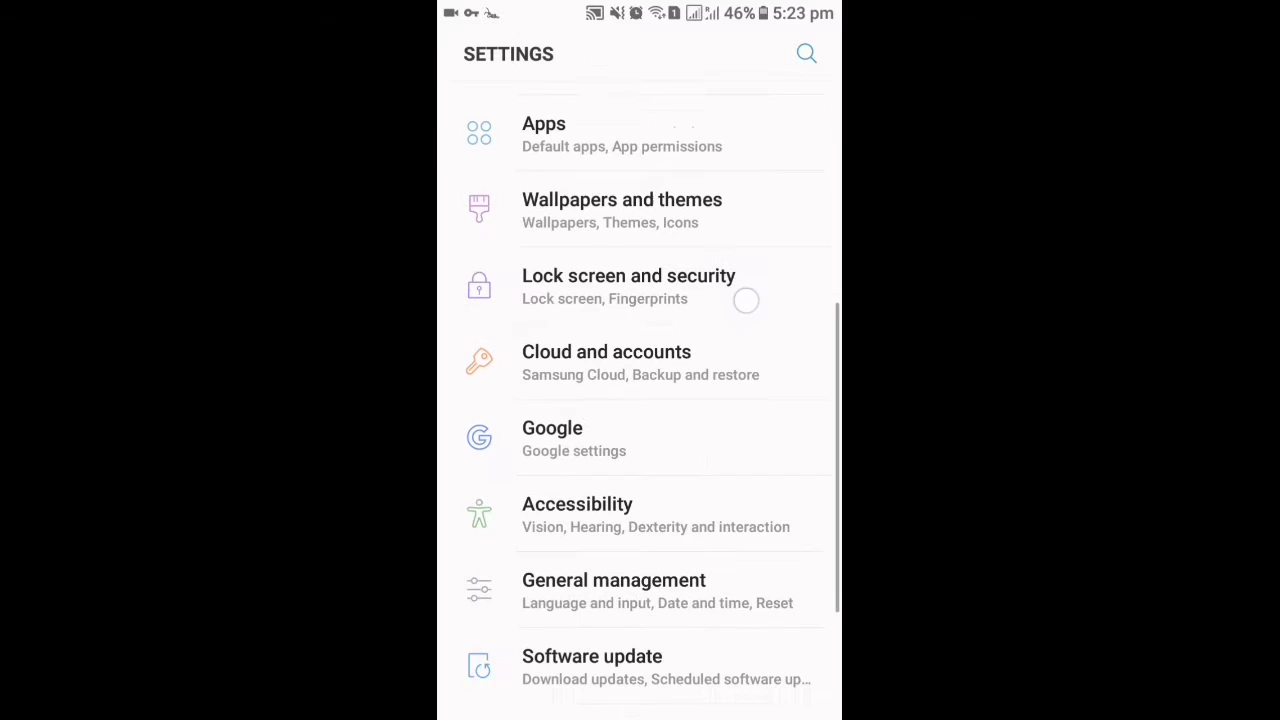 46% 5:23 pm
SETTINGS
Apps
Default apps, App permissions
Wallpapers and themes
Wallpapers, Themes, Icons
Lock screen and security
Lock screen, Fingerprints
Cloud and accounts
Samsung Cloud, Backup and restore
Google
Google settings
Accessibility
Vision, Hearing, Dexterity and interaction
General management
Language and input, Date and time, Reset
Software update
Download updates, Scheduled software up...